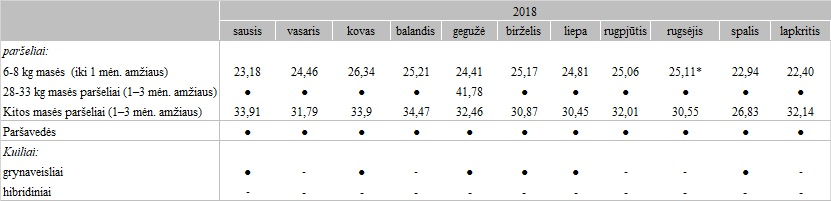 2018
sausis vasaris kovas balandis gegužė birželis liepa rugpjūtis rugsėjis spalis lapkritis
paršeliai:
6-8 kg masės (iki 1 mėn. amžiaus) 23,18 24,46 26,34 25,21 24,41 25,17 24,81 25,06 25,11* 22,94 22,40
28-33 kg masės paršeliai (1–3 mėn. amžiaus) ● ● ● ● 41,78 ● ● ● ● ● ●
Kitos masės paršeliai (1–3 mėn. amžiaus) 33,91 31,79 33,9 34,47 32,46 30,87 30,45 32,01 30,55 26,83 32,14
Paršavedės ● ● ● ● ● ● ● ● ● ● ●
Kuiliai:
grynaveisliai ● - ● - ● ● ● - - ● -
hibridiniai - - - - - - - - - - -